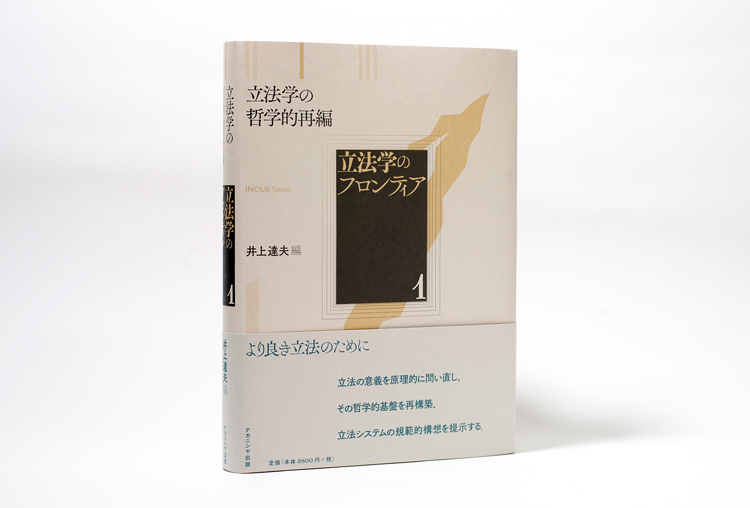 立法学の
哲学的再編
立法学の
フロンティア
1
INOUE Tatsuo
井上達夫 編
より良き立法のために
立法の意義を原理的に問い直し、
その哲学的基盤を再構築。
立法システムの規範的構想を提示する。
定価（本体3800円＋税）
立法学の
立法学の
1
井上達夫 編
ナカニシヤ出版